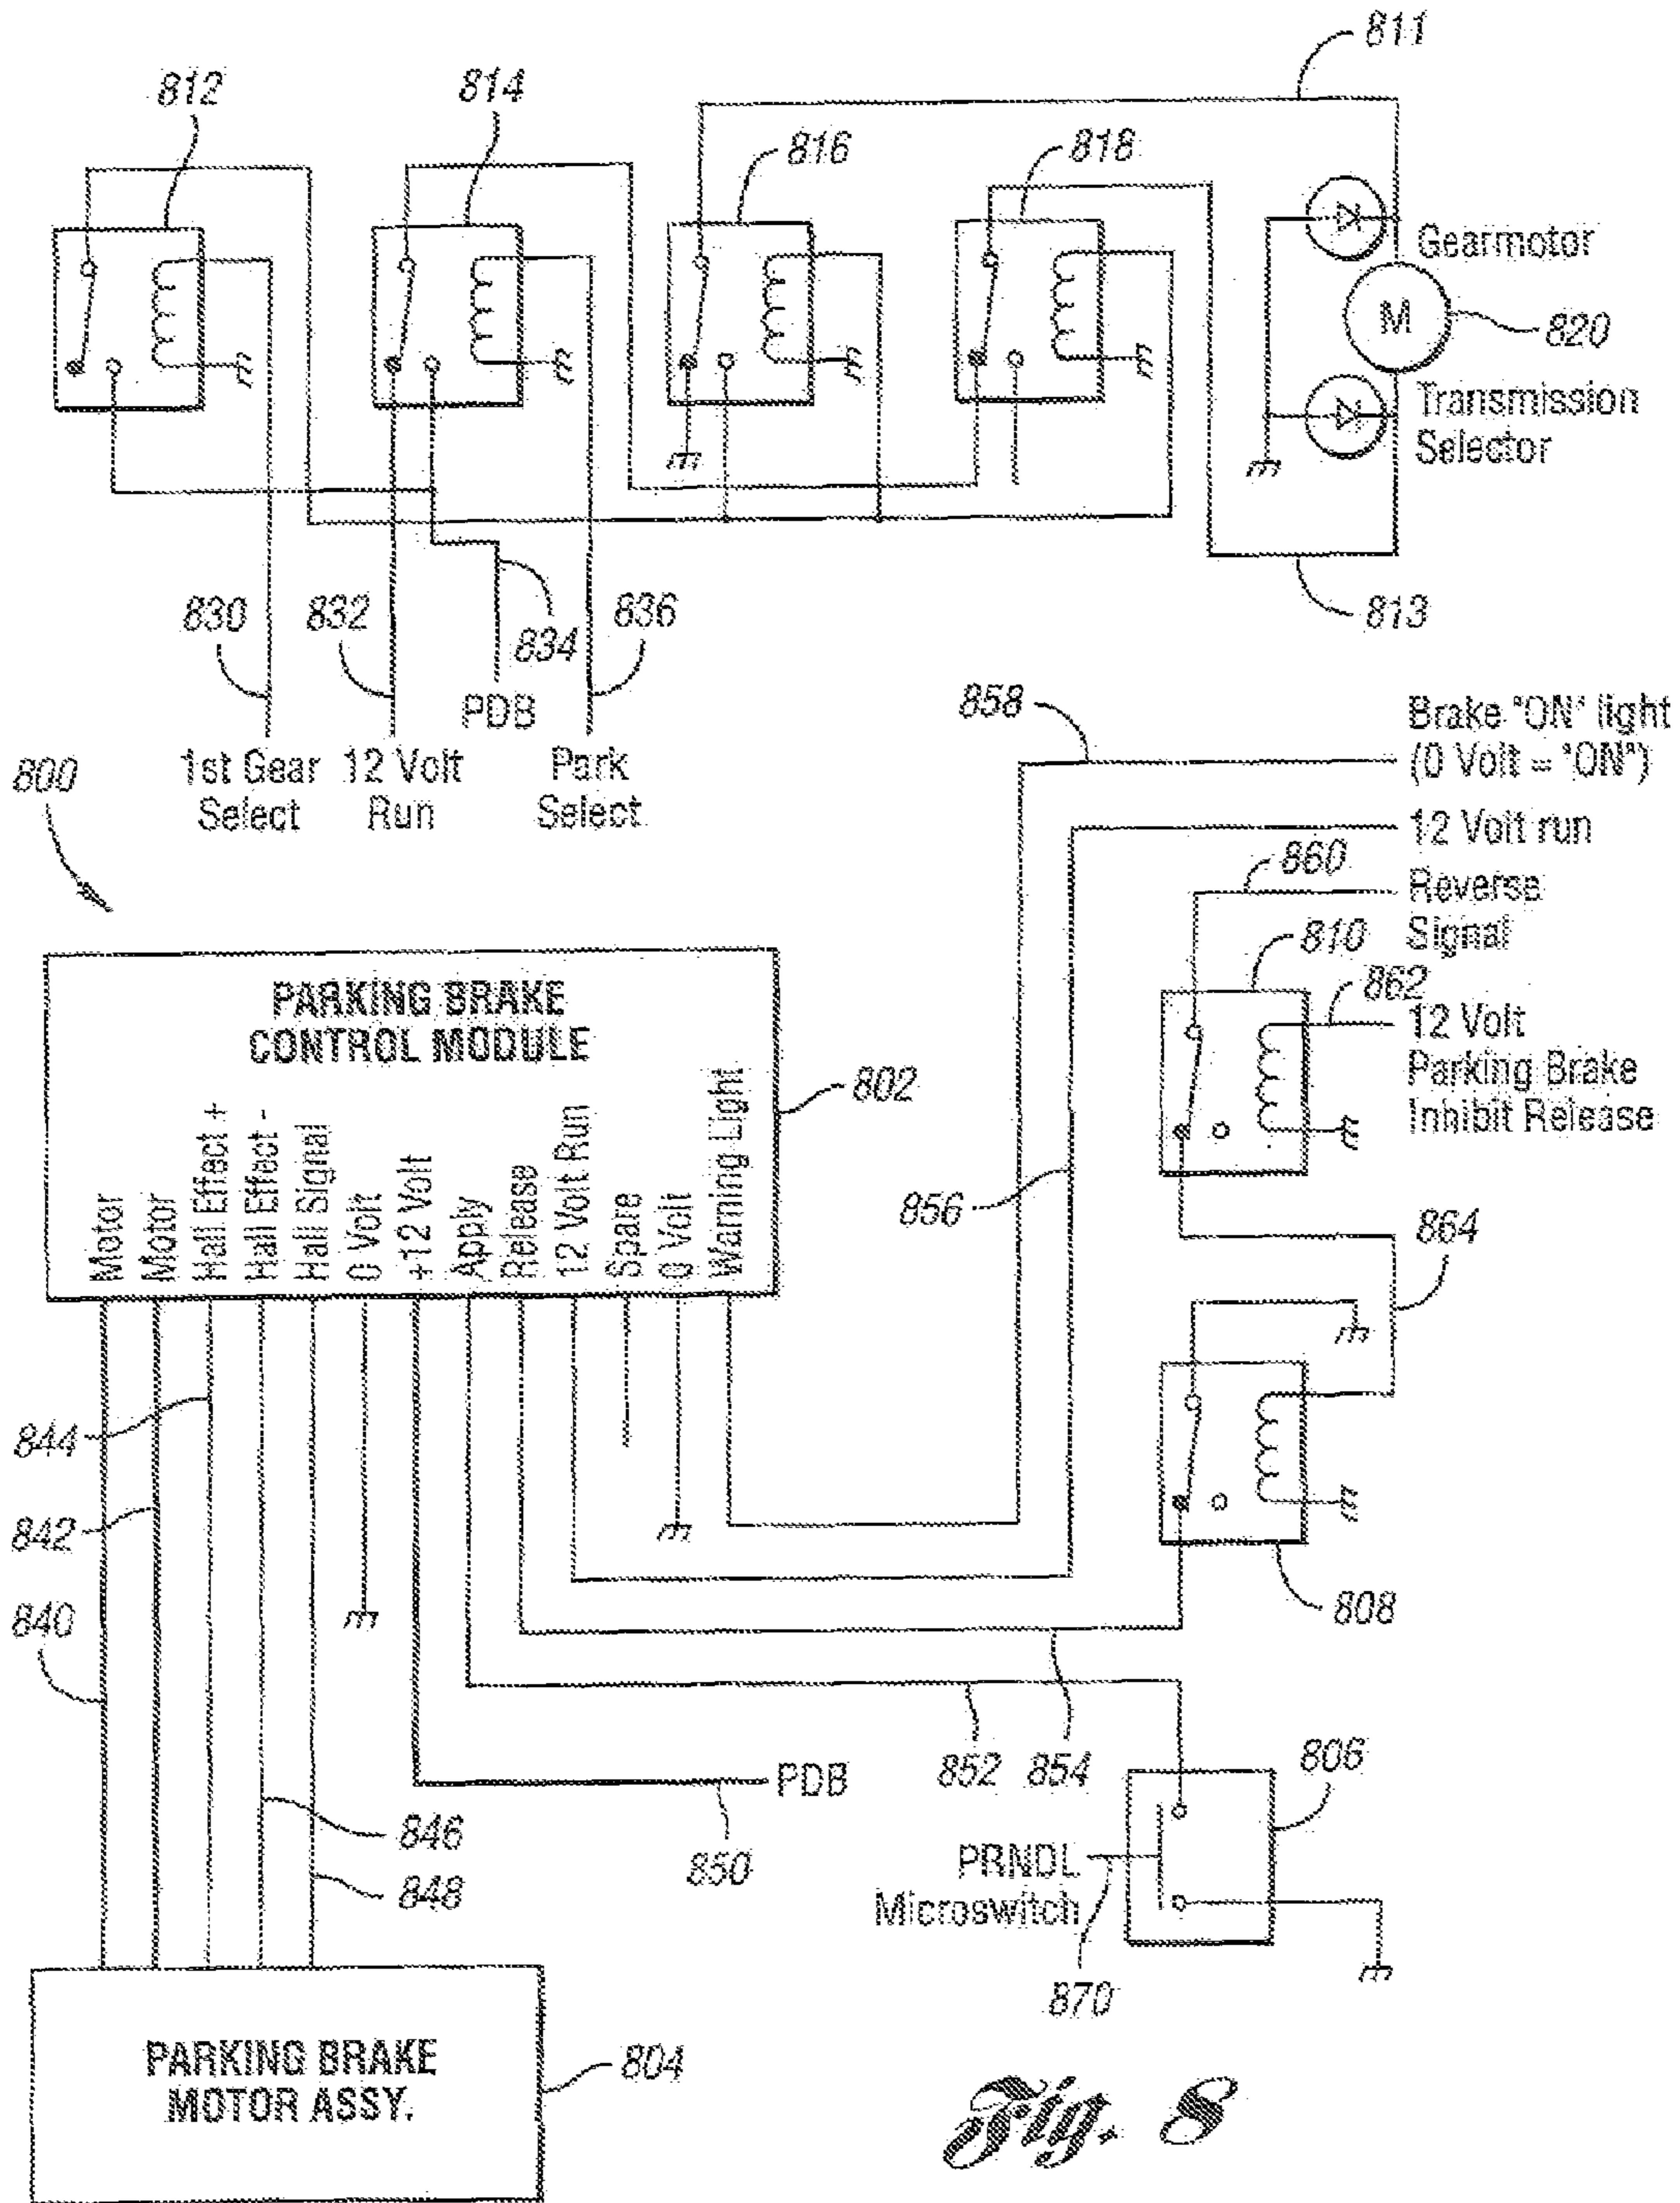 811
812
814
816
818
Gearmotor
M
820
Transmission
Selector
830
832
834
836
813
PDB
1st Gear
Select
12 Volt
Run
Park
Select
800
858
Brake "ON" light
(0 Volt = "ON")
12 Volt run
860
Reverse
Signal
810
862
12 Volt
Parking Brake
Inhibit Release
PARKING BRAKE
CONTROL MODULE
802
Motor
Motor
Hall Effect +
Hall Effect -
Hall Signal
0 Volt
+12 Volt
Apply
Release
12 Volt Run
Spare
0 Volt
Warning Light
856
864
844
842
840
808
852
854
806
PDB
850
846
848
PRNDL
Microswitch
870
PARKING BRAKE
MOTOR ASSY.
804
Fig. 8